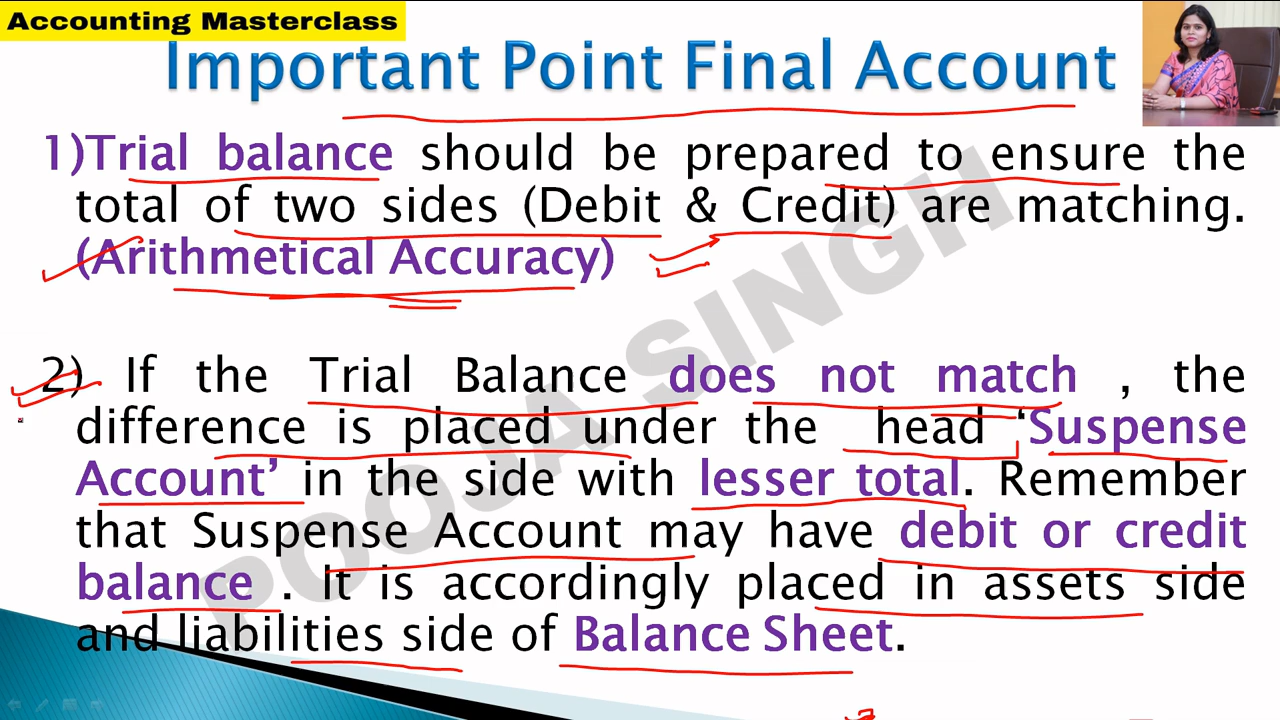 Accounting Masterclass
Important Point Final Account
1)Trial balance should be prepared to ensure the
total of two sides (Debit & Credit) are matching.
(Arithmetical Accuracy)
2) If the Trial Balance does not match , the
difference is placed under the head ‘Suspense
Account’ in the side with lesser total. Remember
that Suspense Account may have debit or credit
balance . It is accordingly placed in assets side
and liabilities side of Balance Sheet.
POOJA SINGH